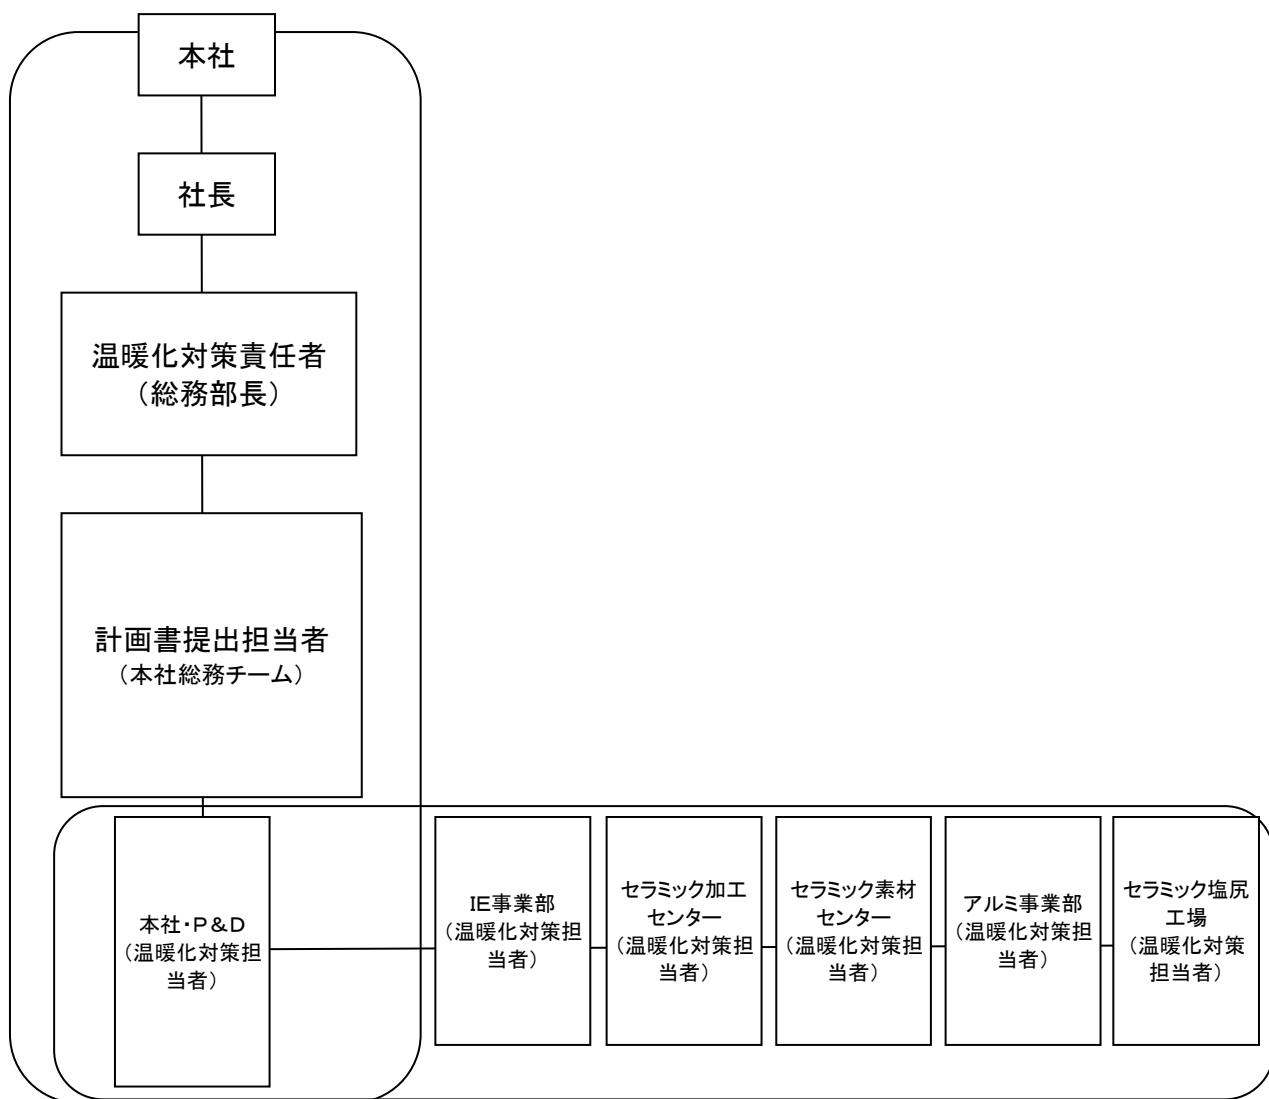 本社
社長
温暖化対策責任者
（総務部長）
計画書提出担当者
（本社総務チーム）
本社・P&D
（温暖化対策担
当者）
IE事業部
（温暖化対策担
当者）
セラミック加工
センター
（温暖化対策担
当者）
セラミック素材
センター
（温暖化対策担
当者）
アルミ事業部
（温暖化対策担
当者）
セラミック塩尻
工場
（温暖化対策
担当者）